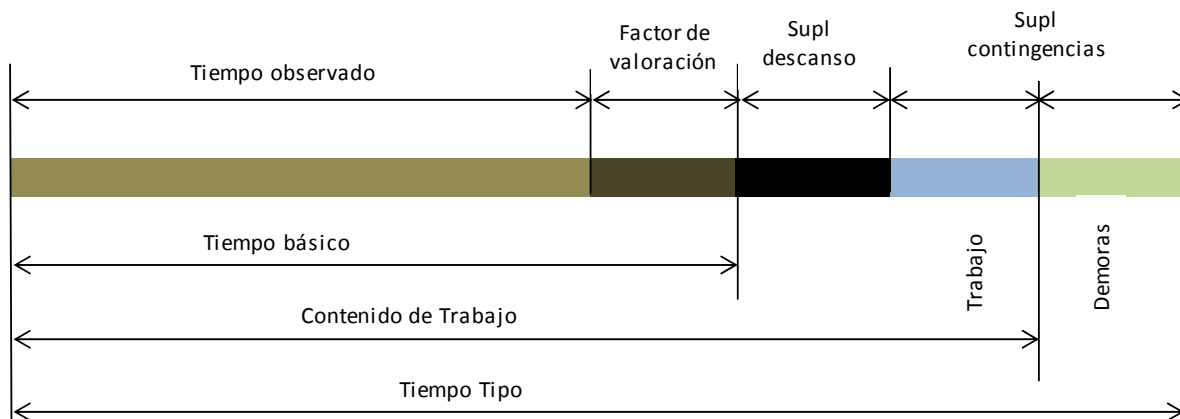 Tiempo observado
Factor de
valoración
Supl
descanso
Supl
contingencias
Tiempo básico
Trabajo
Demoras
Contenido de Trabajo
Tiempo Tipo